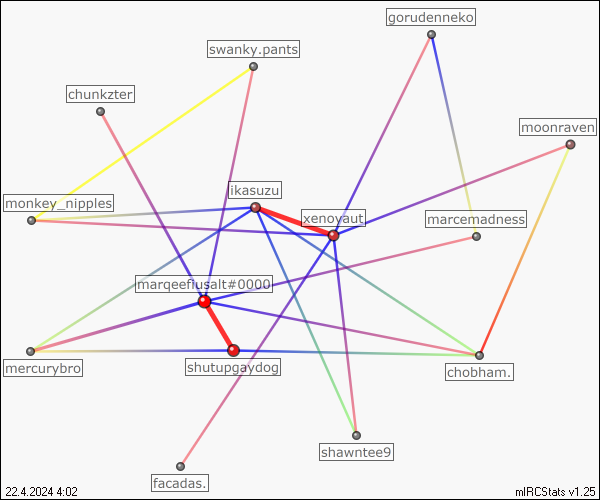 gorudenneko
swanky.pants
chunkzter
moonraven
ikasuzu
monkey_nipples
xenoyaut
marcemadness
marqeeflusalt#0000
mercurybro
shutupgaydog
chobham.
shawntee9
facadas.
22.4.2024 4:02
mIRCStats v1.25